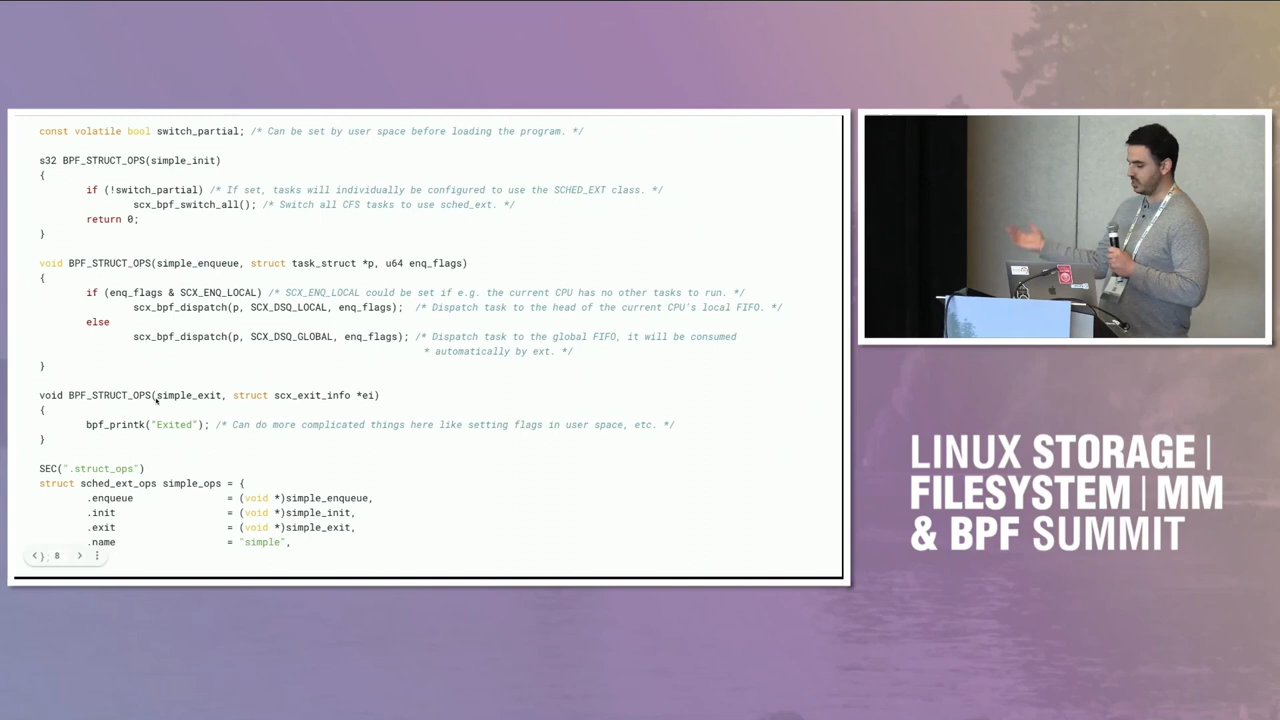 const volatile bool switch_partial; /* Can be set by user space before loading the program. */
s32 BPF_STRUCT_OPS(simple_init)
{
if (!switch_partial) /* If set, tasks will individually be configured to use the SCHED_EXT class. */
scx_bpf_switch_all(); /* Switch all CFS tasks to use sched_ext. */
return 0;
}
void BPF_STRUCT_OPS(simple_enqueue, struct task_struct *p, u64 enq_flags)
{
if (enq_flags & SCX_ENQ_LOCAL) /* SCX_ENQ_LOCAL could be set if e.g. the current CPU has no other tasks to run. */
scx_bpf_dispatch(p, SCX_DSQ_LOCAL, enq_flags); /* Dispatch task to the head of the current CPU's local FIFO. */
else
scx_bpf_dispatch(p, SCX_DSQ_GLOBAL, enq_flags); /* Dispatch task to the global FIFO, it will be consumed
* automatically by ext. */
}
void BPF_STRUCT_OPS(simple_exit, struct scx_exit_info *ei)
{
bpf_printk("Exited"); /* Can do more complicated things here like setting flags in user space, etc. */
}
SEC(".struct_ops")
struct sched_ext_ops simple_ops = {
.enqueue = (void *)simple_enqueue,
.init = (void *)simple_init,
.exit = (void *)simple_exit,
.name = "simple",
}; 8
LINUX STORAGE |
FILESYSTEM | MM
& BPF SUMMIT